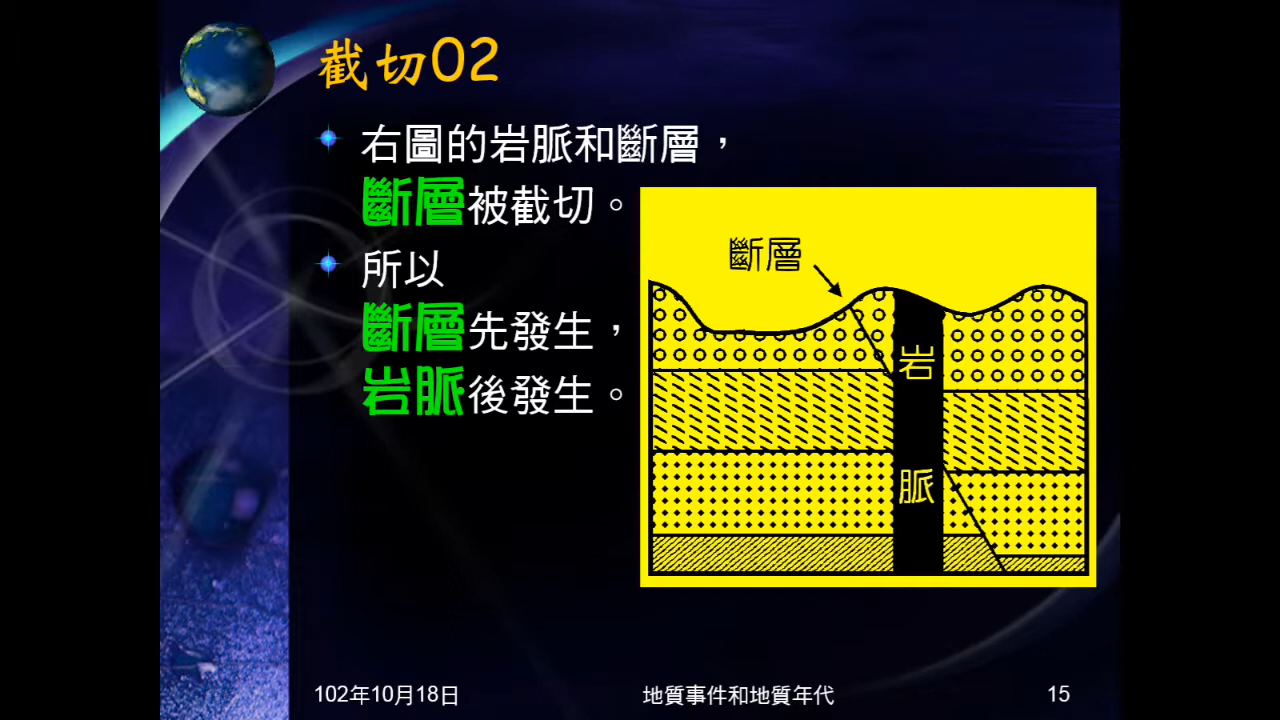 截切02
右圖的岩脈和斷層，
斷層被截切。
所以
斷層先發生，
岩脈後發生。
斷層
岩
脈
102年10月18日
地質事件和地質年代
15